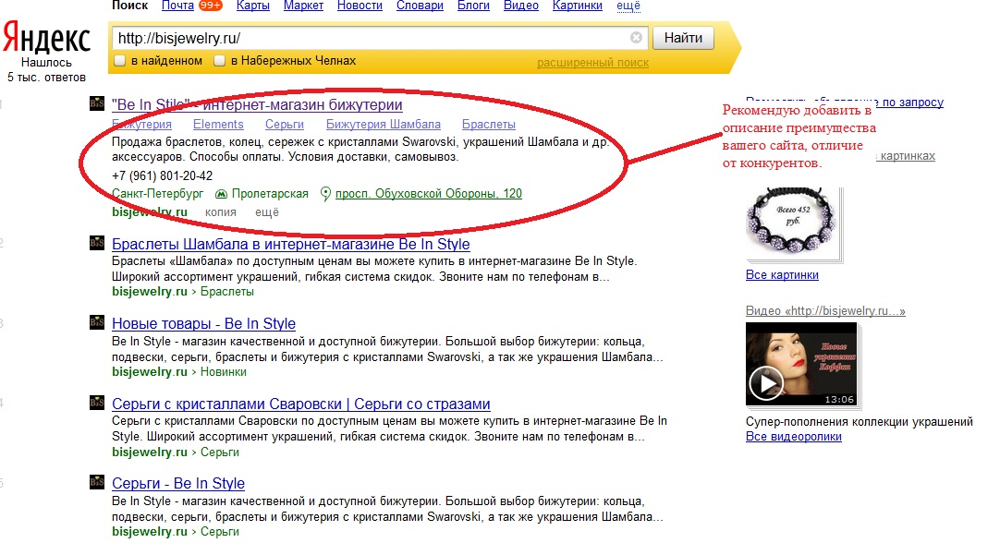 Поиск Почта 99+ Карты Маркет Новости Словари Блоги Видео Картинки ещё
Яндекс
Нашлось
5 тыс. ответов
http://bisjewelry.ru/
Найти
в найденном в Набережных Челнах
расширенный поиск
"Be In Stile" - интернет-магазин бижутерии
Бижутерия Elements Серьги Бижутерия Шамбала Браслеты
Продажа браслетов, колец, сережек с кристаллами Swarovski, украшений Шамбала и др.
аксессуаров. Способы оплаты. Условия доставки, самовывоз.
+7 (961) 801-20-42
Санкт-Петербург Пролетарская просп. Обуховской Обороны, 120
bisjewelry.ru копия ещё
2
Браслеты Шамбала в интернет-магазине Be In Style
Браслеты «Шамбала» по доступным ценам вы можете купить в интернет-магазине Be In Style.
Широкий ассортимент украшений, гибкая система скидок. Звоните нам по телефонам в...
bisjewelry.ru > Браслеты
3
Новые товары - Be In Style
Be In Style - магазин качественной и доступной бижутерии. Большой выбор бижутерии: кольца,
подвески, серьги, браслеты и бижутерия с кристаллами Swarovski, а так же украшения Шамбала...
bisjewelry.ru > Новинки
4
Серьги с кристаллами Сваровски | Серьги со стразами
Серьги с кристаллами Сваровски по доступным ценам вы можете купить в интернет-магазине Be In
Style. Широкий ассортимент украшений, гибкая система скидок. Звоните нам по телефонам в...
bisjewelry.ru > Серьги
5
Серьги - Be In Style
Be In Style - магазин качественной и доступной бижутерии. Большой выбор бижутерии: кольца,
подвески, серьги, браслеты и бижутерия с кристаллами Swarovski, а так же украшения Шамбала...
bisjewelry.ru > Серьги
по запросу
Рекомендую добавить в
описание преимущества
вашего сайта, отличие
от конкурентов.
картинках
Всего 452
руб.
Все картинки
Видео «http://bisjewelry.ru...»
Новые
украшения
Коффин
13:06
Супер-пополнения коллекции украшений
Все видеоролики